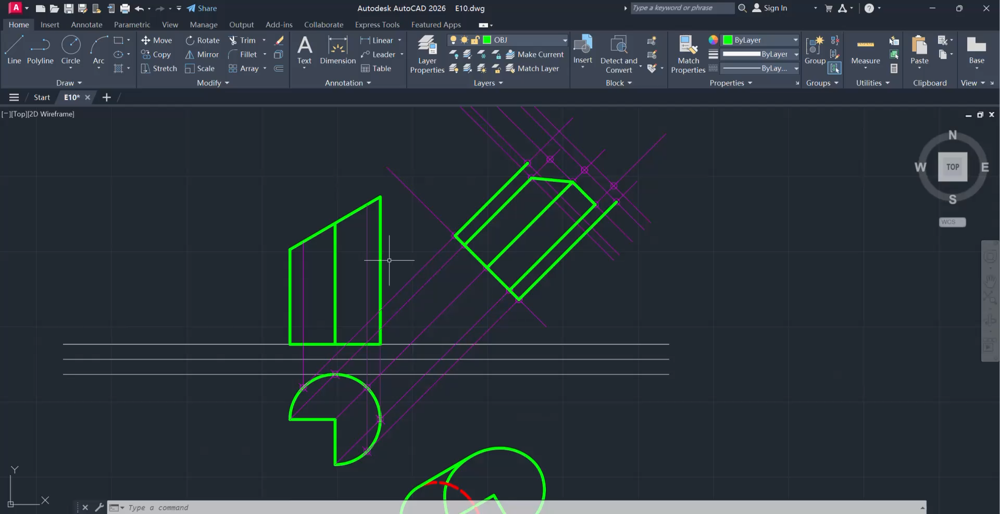 A Share Autodesk AutoCAD 2026 E10.dwg Type a keyword or phrase Sign In
Home Insert Annotate Parametric View Manage Output Add-ins Collaborate Express Tools Featured Apps
Move Rotate Trim Linear OBJ ByLayer
Copy Mirror Fillet Leader Make Current ByLayer
Line Polyline Circle Arc Text Dimension Layer Properties Insert Detect and Convert Match Properties Group Measure Paste Base
Stretch Scale Array Table Match Layer ByLay...
Draw Modify Annotation Layers Block Properties Groups Utilities Clipboard View
Start E10*
[−][Top][2D Wireframe]
N
W TOP E
S
WCS
Y
X
Type a command